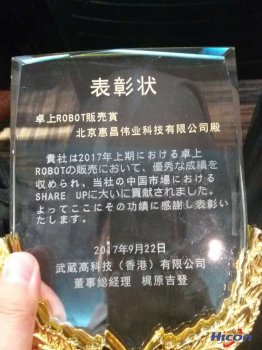 表彰状
卓上ROBOT販売賞
北京惠昌伟业科技有限公司殿
貴社は2017年上期における卓上
ROBOTの販売において、優秀な成績を
収められ、当社の中国市場における
SHARE UPに大いに貢献されました。
よってここにその功績に感謝し表彰い
たします。
2017年9月22日
武蔵高科技（香港）有限公司
董事総経理 梶原吉登
Hicon